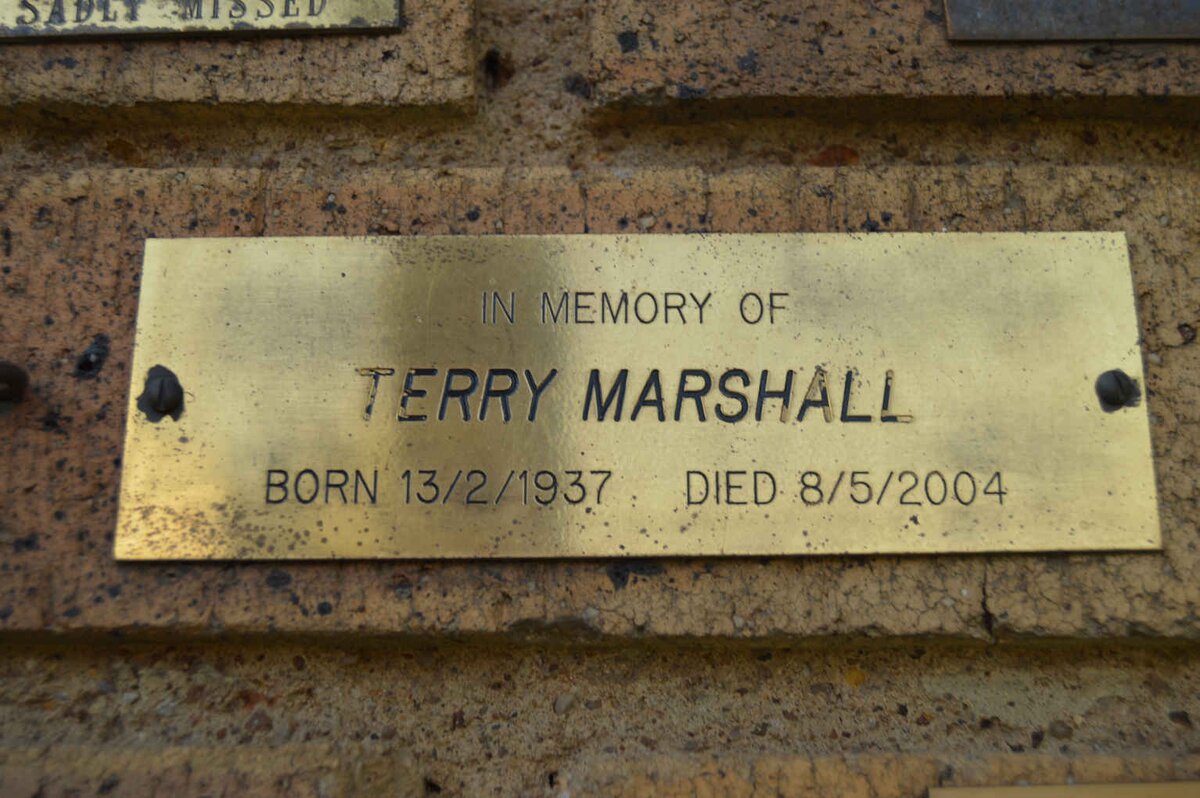 SADLY MISSED
IN MEMORY OF
TERRY MARSHALL
BORN 13/2/1937 DIED 8/5/2004